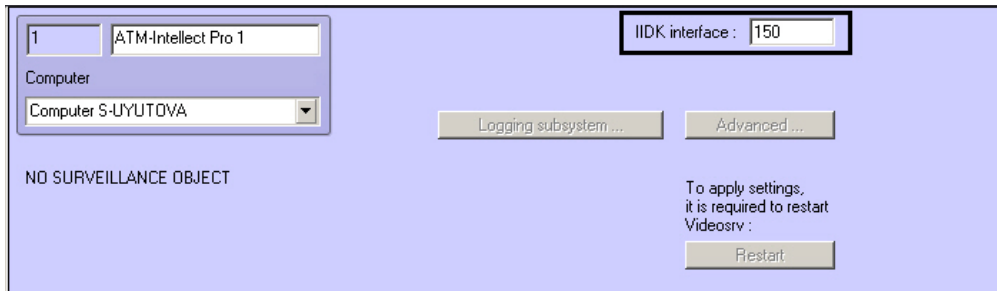 1
ATM-Intellect Pro 1
IIDK interface :
150
Computer
Computer S-UYUTOVA
Logging subsystem ...
Advanced ...
NO SURVEILLANCE OBJECT
To apply settings,
it is required to restart
Videosrv :
Restart